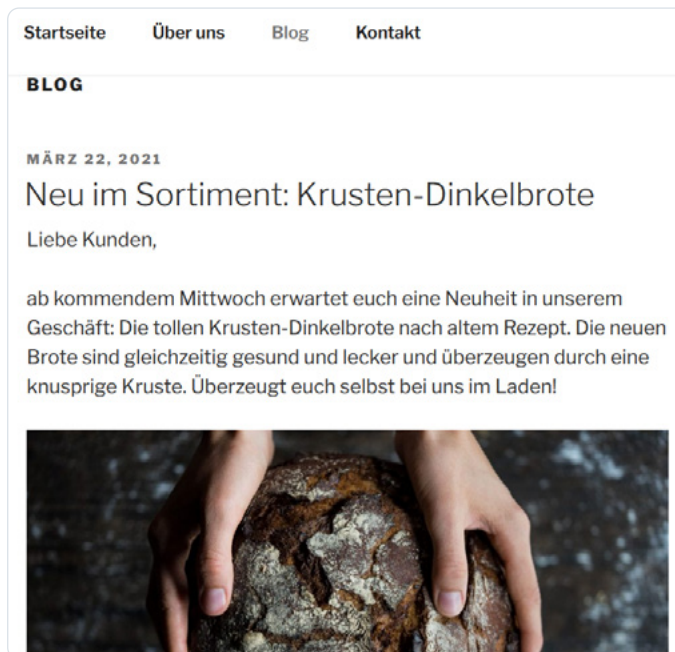 Startseite Über uns Blog Kontakt
BLOG
MÄRZ 22, 2021
Neu im Sortiment: Krusten-Dinkelbrote
Liebe Kunden,
ab kommendem Mittwoch erwartet euch eine Neuheit in unserem
Geschäft: Die tollen Krusten-Dinkelbrote nach altem Rezept. Die neuen
Brote sind gleichzeitig gesund und lecker und überzeugen durch eine
knusprige Kruste. Überzeugt euch selbst bei uns im Laden!